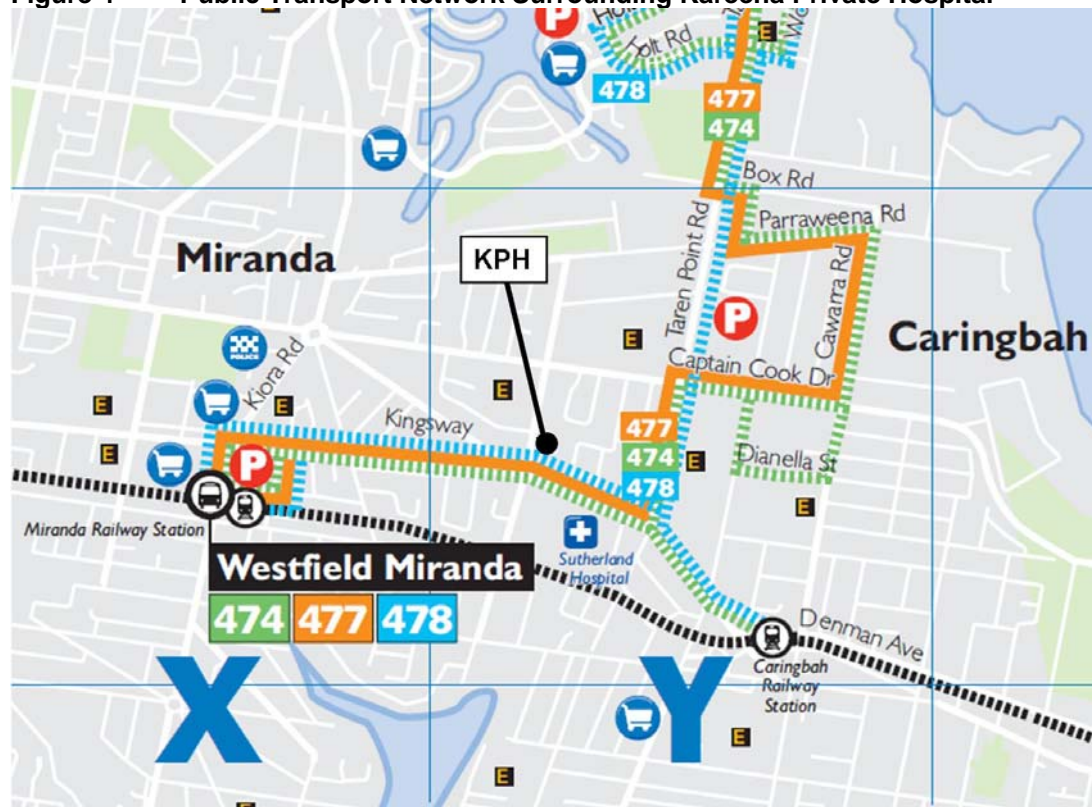 Public Transport Network Surrounding Kareena Private Hospital
P
Holt Rd
478
E
477
474
Box Rd
Parraweena Rd
Taren Point Rd
Cawarra Rd
Miranda
KPH
P
E
Caringbah
POLICE
Kiora Rd
Captain Cook Dr
E
E
E
Kingsway
477
474
478
E
E
Dianella St
E
P
Miranda Railway Station
Sutherland
Hospital
Westfield Miranda
474 477 478
Denman Ave
Caringbah
Railway
Station
X
Y
E
E